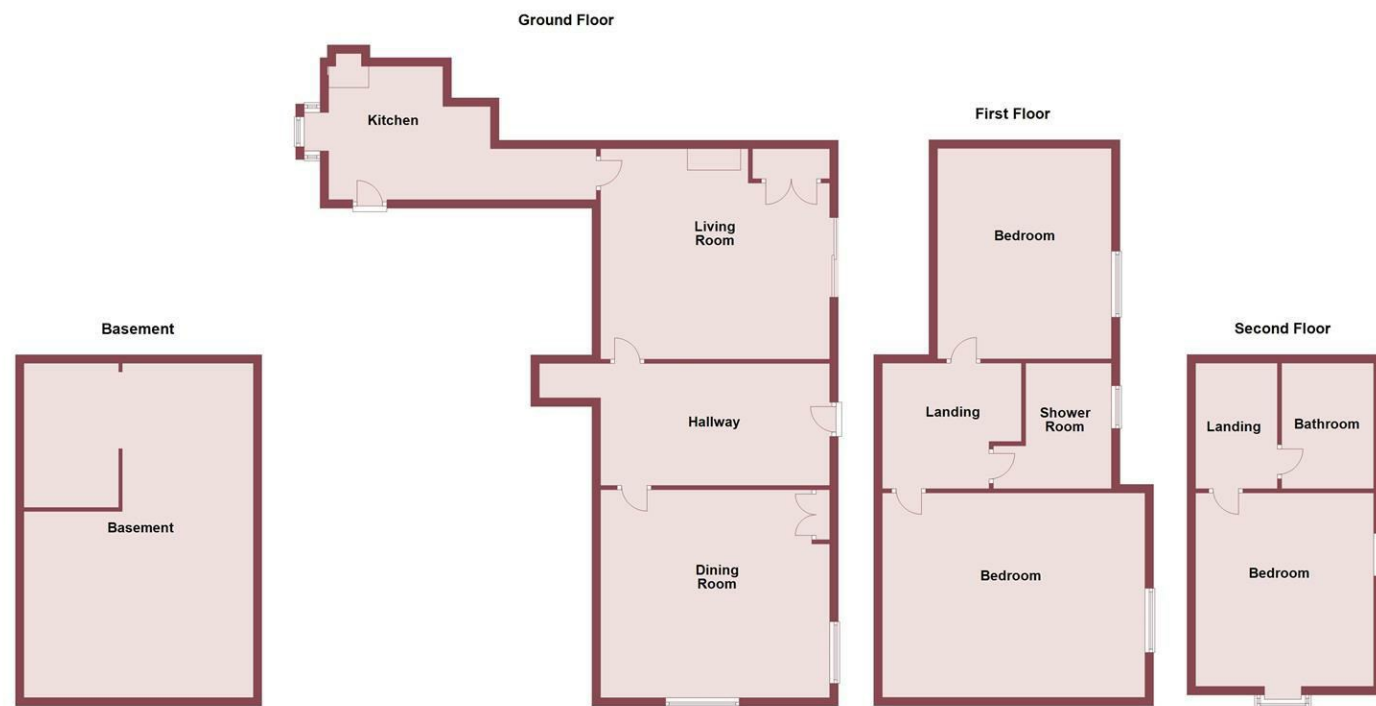 Ground Floor
Kitchen
Living
Room
Hallway
Dining
Room
First Floor
Bedroom
Landing
Shower
Room
Bedroom
Basement
Basement
Second Floor
Landing
Bathroom
Bedroom